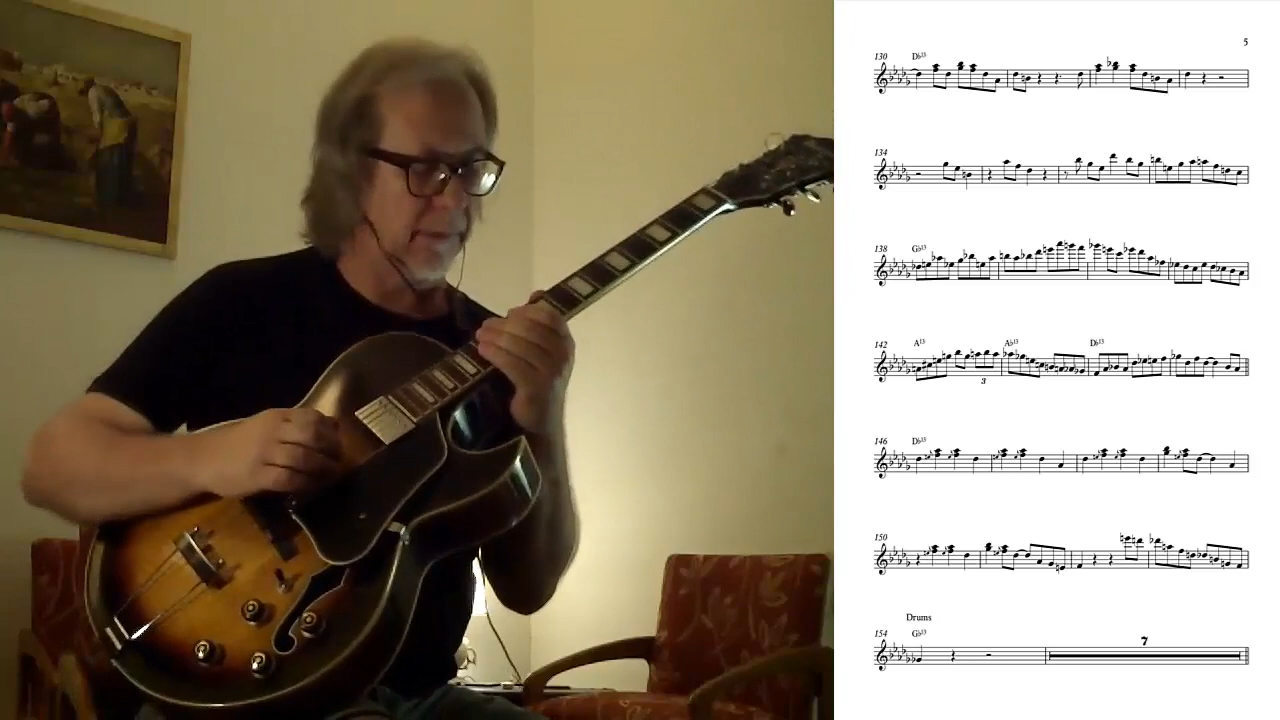 5
130 D♭13
134
138 G♭13
142 A13 A♭13 D♭13
3
146 D♭13
150
Drums
154 G♭13
7